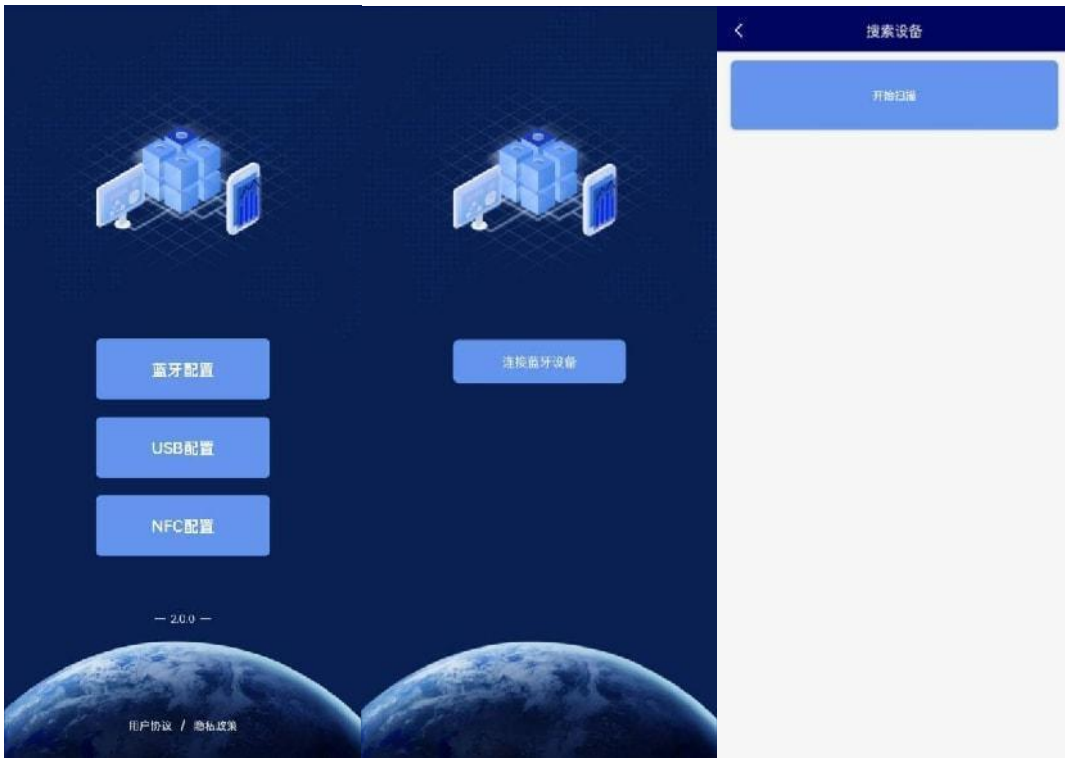 蓝牙配置
USB配置
NFC配置
— 2.0.0 —
用户协议 / 隐私政策
连接蓝牙设备
搜索设备
开始扫描